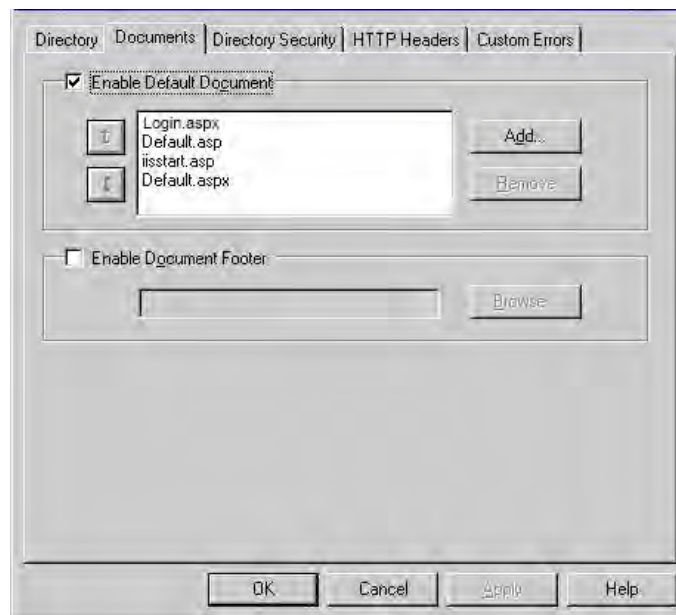 Directory Documents Directory Security HTTP Headers Custom Errors
Enable Default Document
Login.aspx
Default.asp
iisstart.asp
Default.aspx
Add...
Remove
Enable Document Footer
Browse
OK Cancel Apply Help